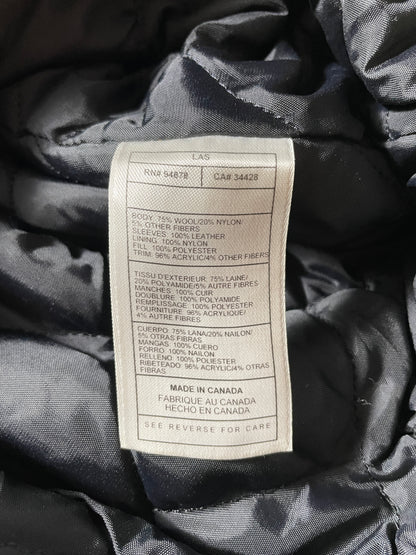 LAS
RN# 94878 CA# 34428
BODY: 75% WOOL/20% NYLON/
5% OTHER FIBERS
SLEEVES: 100% LEATHER
LINING: 100% NYLON
FILL: 100% POLYESTER
TRIM: 96% ACRYLIC/4% OTHER FIBERS
TISSU D'EXTERIEUR: 75% LAINE/
20% POLYAMIDE/5% AUTRE FIBRES
MANCHES: 100% CUIR
DOUBLURE: 100% POLYAMIDE
REMPLISSAGE: 100% POLYESTER
FOURNITURE: 96% ACRYLIQUE/
4% AUTRE FIBRES
CUERPO: 75% LANA/20% NAILON/
5% OTRAS FIBRAS
MANGAS: 100% CUERO
FORRO: 100% NAILON
RELLENO: 100% POLIESTER
RIBETEADO: 96% ACRYLIC/4% OTRAS
FIBRAS
MADE IN CANADA
FABRIQUE AU CANADA
HECHO EN CANADA
SEE REVERSE FOR CARE